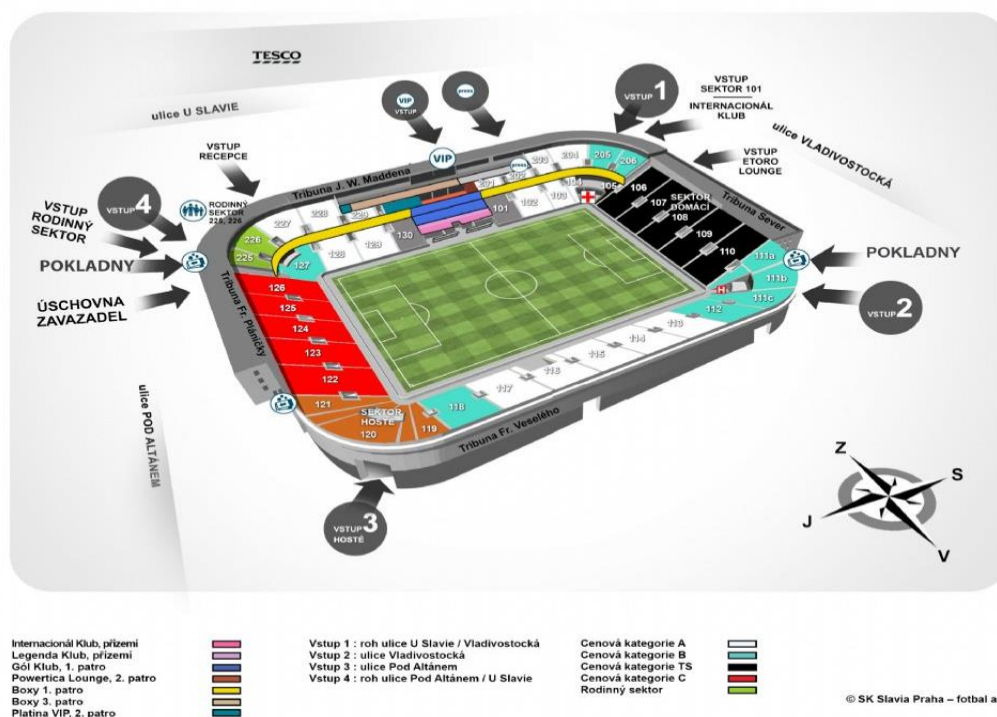 TESCO
ulice U SLAVIE
VIP
VSTUP
press
VSTUP 1
VSTUP
SEKTOR 101
INTERNACIONÁL
KLUB
ulice VLADIVOSTOCKÁ
VSTUP
ETORO
LOUNGE
VSTUP
RECEPCE
VIP
press
Tribuna J. W. Maddena
Tribuna Sever
VSTUP 4
VSTUP
RODINNÝ
SEKTOR
RODINNÝ
SEKTOR
225, 226
POKLADNY
ÚSCHOVNA
ZAVAZADEL
Tribuna Fr. Pláničky
203
204
205
206
201
202
101
102
103
104
105
106
SEKTOR
DOMÁCÍ
107
108
109
110
111a
111b
111c
112
113
114
115
116
117
118
119
SEKTOR
HOSTÉ
120
121
122
123
124
125
126
127
128
129
130
225
226
227
228
229
H
POKLADNY
VSTUP 2
Tribuna Fr. Veselého
ulice POD ALTÁNEM
VSTUP 3
HOSTÉ
Z
S
J
V
Internacionál Klub, přízemí
Legenda Klub, přízemí
Gól Klub, 1. patro
Powertica Lounge, 2. patro
Boxy 1. patro
Boxy 3. patro
Platina VIP, 2. patro
Vstup 1 : roh ulice U Slavie / Vladivostocká
Vstup 2 : ulice Vladivostocká
Vstup 3 : ulice Pod Altánem
Vstup 4 : roh ulice Pod Altánem / U Slavie
Cenová kategorie A
Cenová kategorie B
Cenová kategorie TS
Cenová kategorie C
Rodinný sektor
© SK Slavia Praha – fotbal a